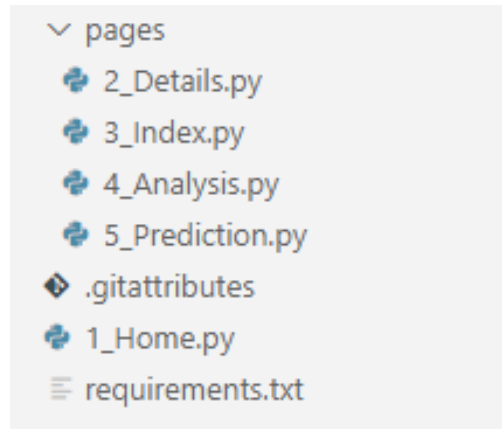 pages
2_Details.py
3_Index.py
4_Analysis.py
5_Prediction.py
.gitattributes
1_Home.py
requirements.txt